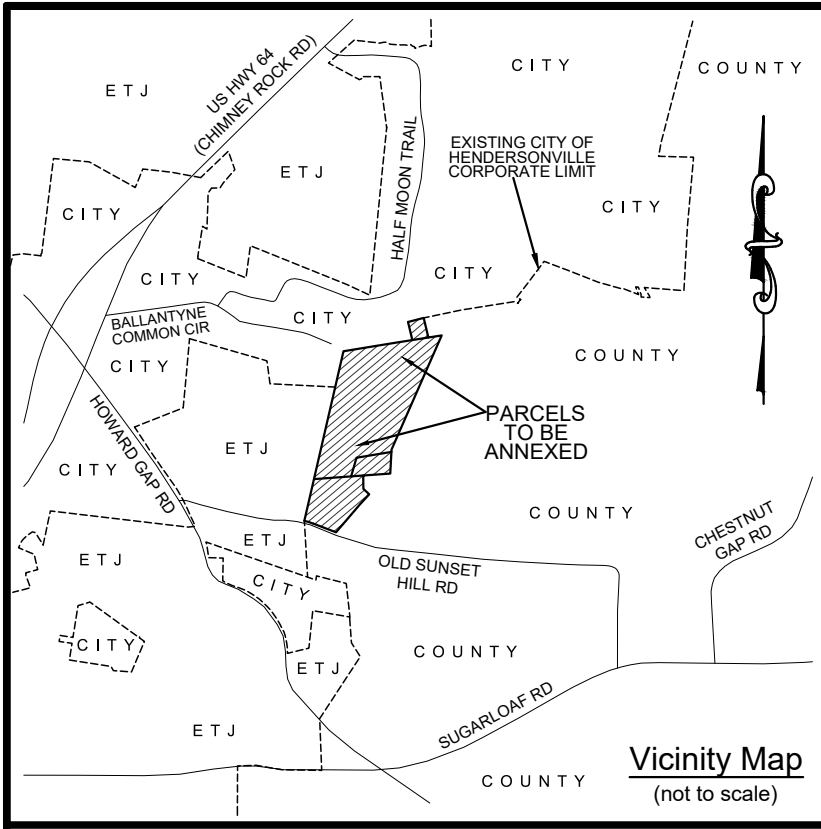 ETJ
US HWY 64
(CHIMNEY ROCK RD)
CITY
COUNTY
HALF MOON TRAIL
EXISTING CITY OF
HENDERSONVILLE
CORPORATE LIMIT
ETJ
CITY
CITY
CITY
CITY
BALLANTYNE
COMMON CIR
CITY
COUNTY
CITY
HOWARD GAP RD
PARCELS
TO BE
ANNEXED
ETJ
CITY
COUNTY
CHESTNUT
GAP RD
ETJ
ETJ
OLD SUNSET
HILL RD
CITY
CITY
COUNTY
ETJ
ETJ
SUGARLOAF RD
Vicinity Map
(not to scale)
COUNTY